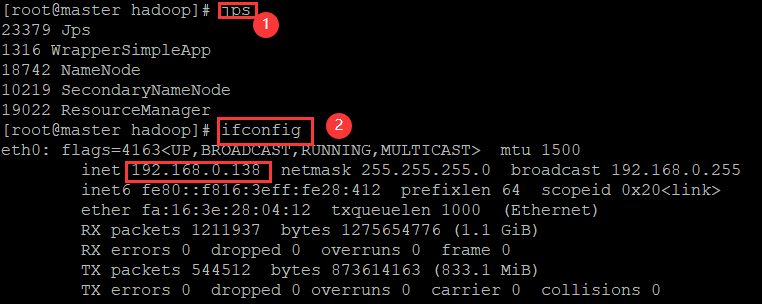 [root@master hadoop]# jps
1
23379 Jps
1316 WrapperSimpleApp
18742 NameNode
10219 SecondaryNameNode
19022 ResourceManager
[root@master hadoop]# ifconfig
2
eth0: flags=4163<UP,BROADCAST,RUNNING,MULTICAST>  mtu 1500
        inet 192.168.0.138  netmask 255.255.255.0  broadcast 192.168.0.255
        inet6 fe80::f816:3eff:fe28:412  prefixlen 64  scopeid 0x20<link>
        ether fa:16:3e:28:04:12  txqueuelen 1000  (Ethernet)
        RX packets 1211937  bytes 1275654776 (1.1 GiB)
        RX errors 0  dropped 0  overruns 0  frame 0
        TX packets 544512  bytes 873614163 (833.1 MiB)
        TX errors 0  dropped 0 overruns 0  carrier 0  collisions 0